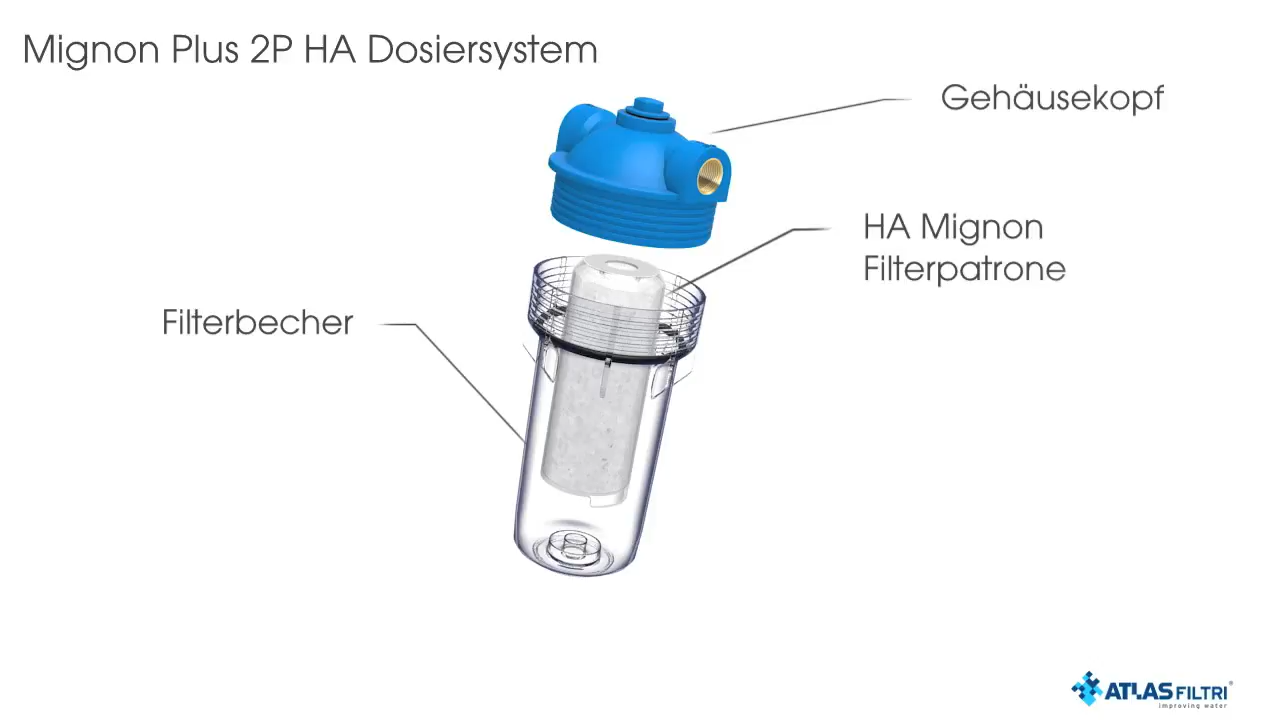 Mignon Plus 2P HA Dosiersystem
Gehäusekopf
HA Mignon
Filterpatrone
Filterbecher
ATLAS FILTRI®
improving water